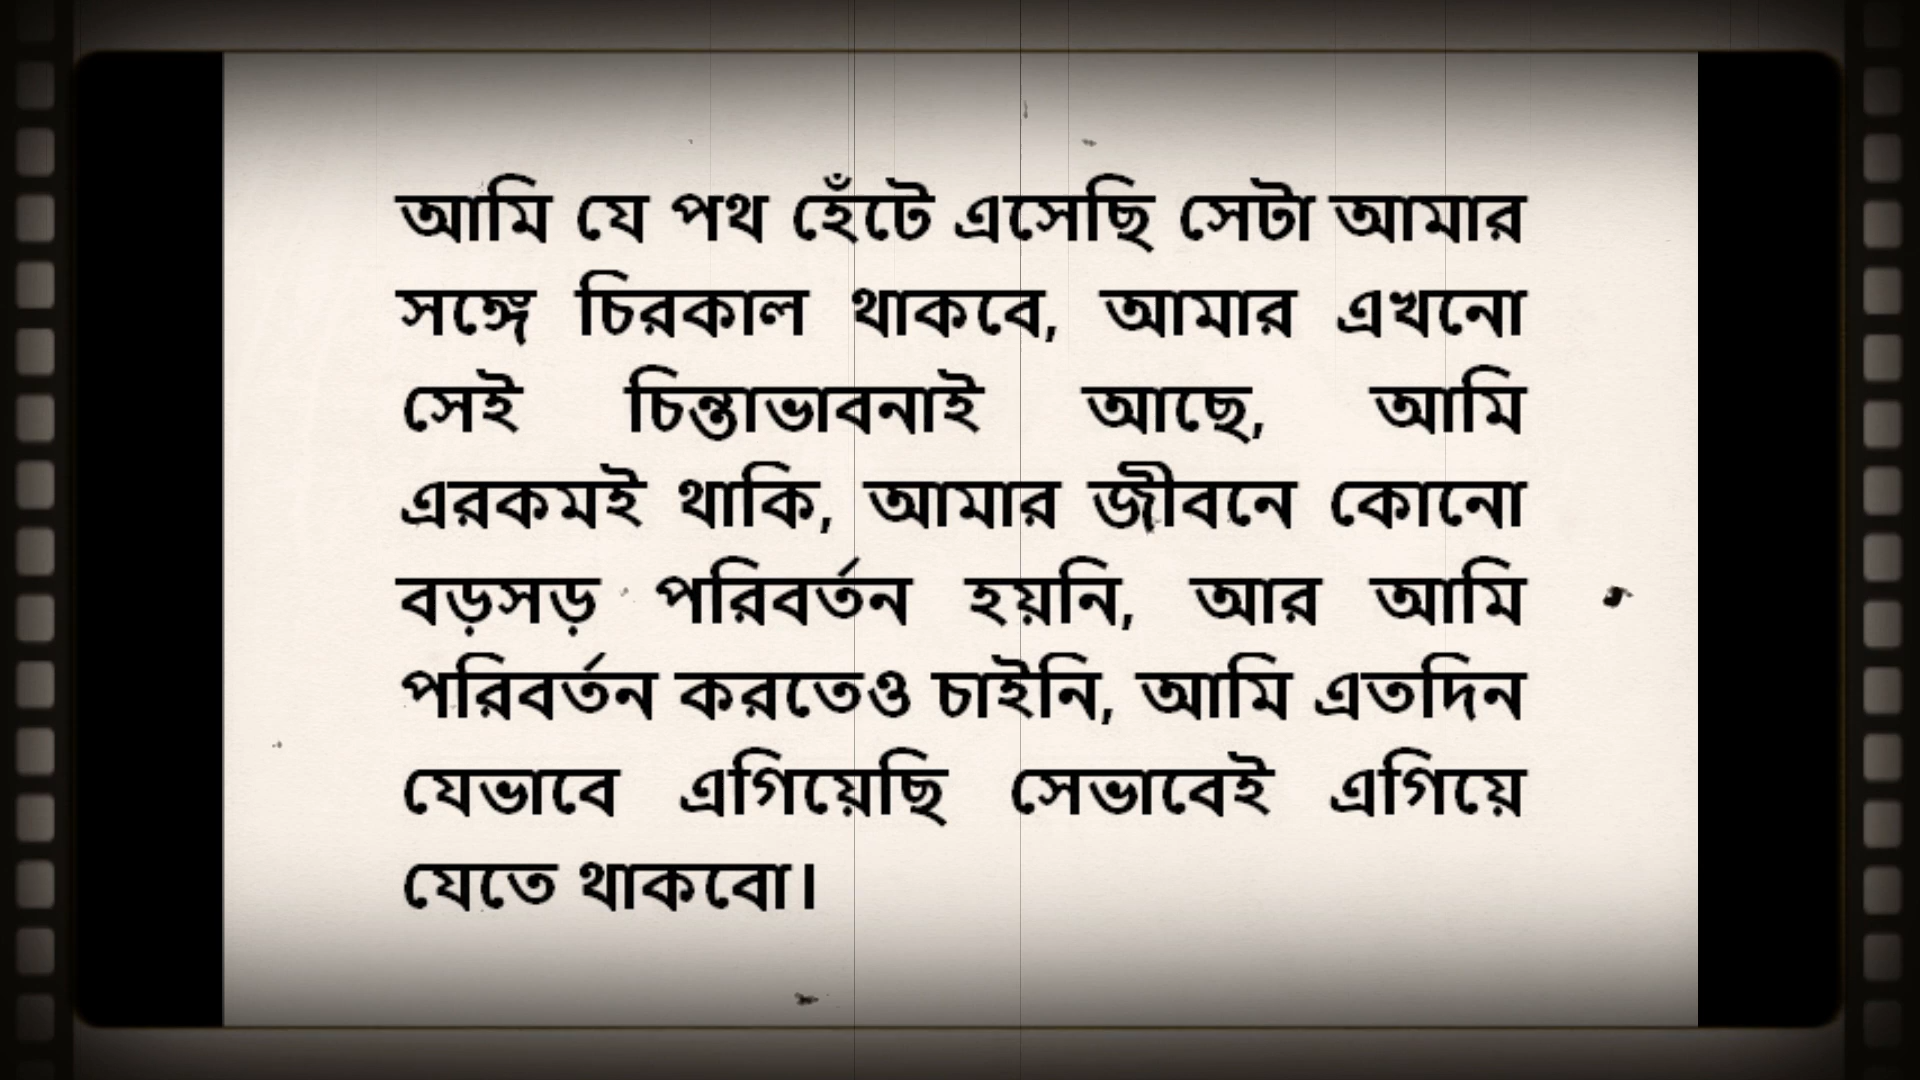 আমি যে পথ হেঁটে এসেছি সেটা আমার
সঙ্গে চিরকাল থাকবে, আমার এখনো
সেই চিন্তাভাবনাই আছে, আমি
এরকমই থাকি, আমার জীবনে কোনো
বড়সড় পরিবর্তন হয়নি, আর আমি
পরিবর্তন করতেও চাইনি, আমি এতদিন
যেভাবে এগিয়েছি সেভাবেই এগিয়ে
যেতে থাকবো।